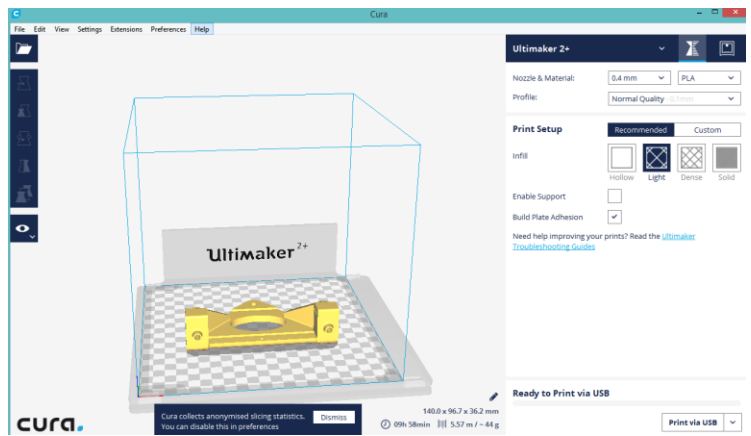 Cura
File Edit View Settings Extensions Preferences Help
Ultimaker 2+
Nozzle & Material: 0.4 mm PLA
Profile: Normal Quality 0.1mm
Print Setup Recommended Custom
Infill
Hollow Light Dense Solid
Enable Support
Build Plate Adhesion
Need help improving your prints? Read the Ultimaker
Troubleshooting Guides
Ultimaker 2+
Ready to Print via USB
140.0 x 96.7 x 36.2 mm
09h 58min 5.57 m / ~ 44 g
Cura collects anonymised slicing statistics.
You can disable this in preferences
Dismiss
Print via USB
cura.